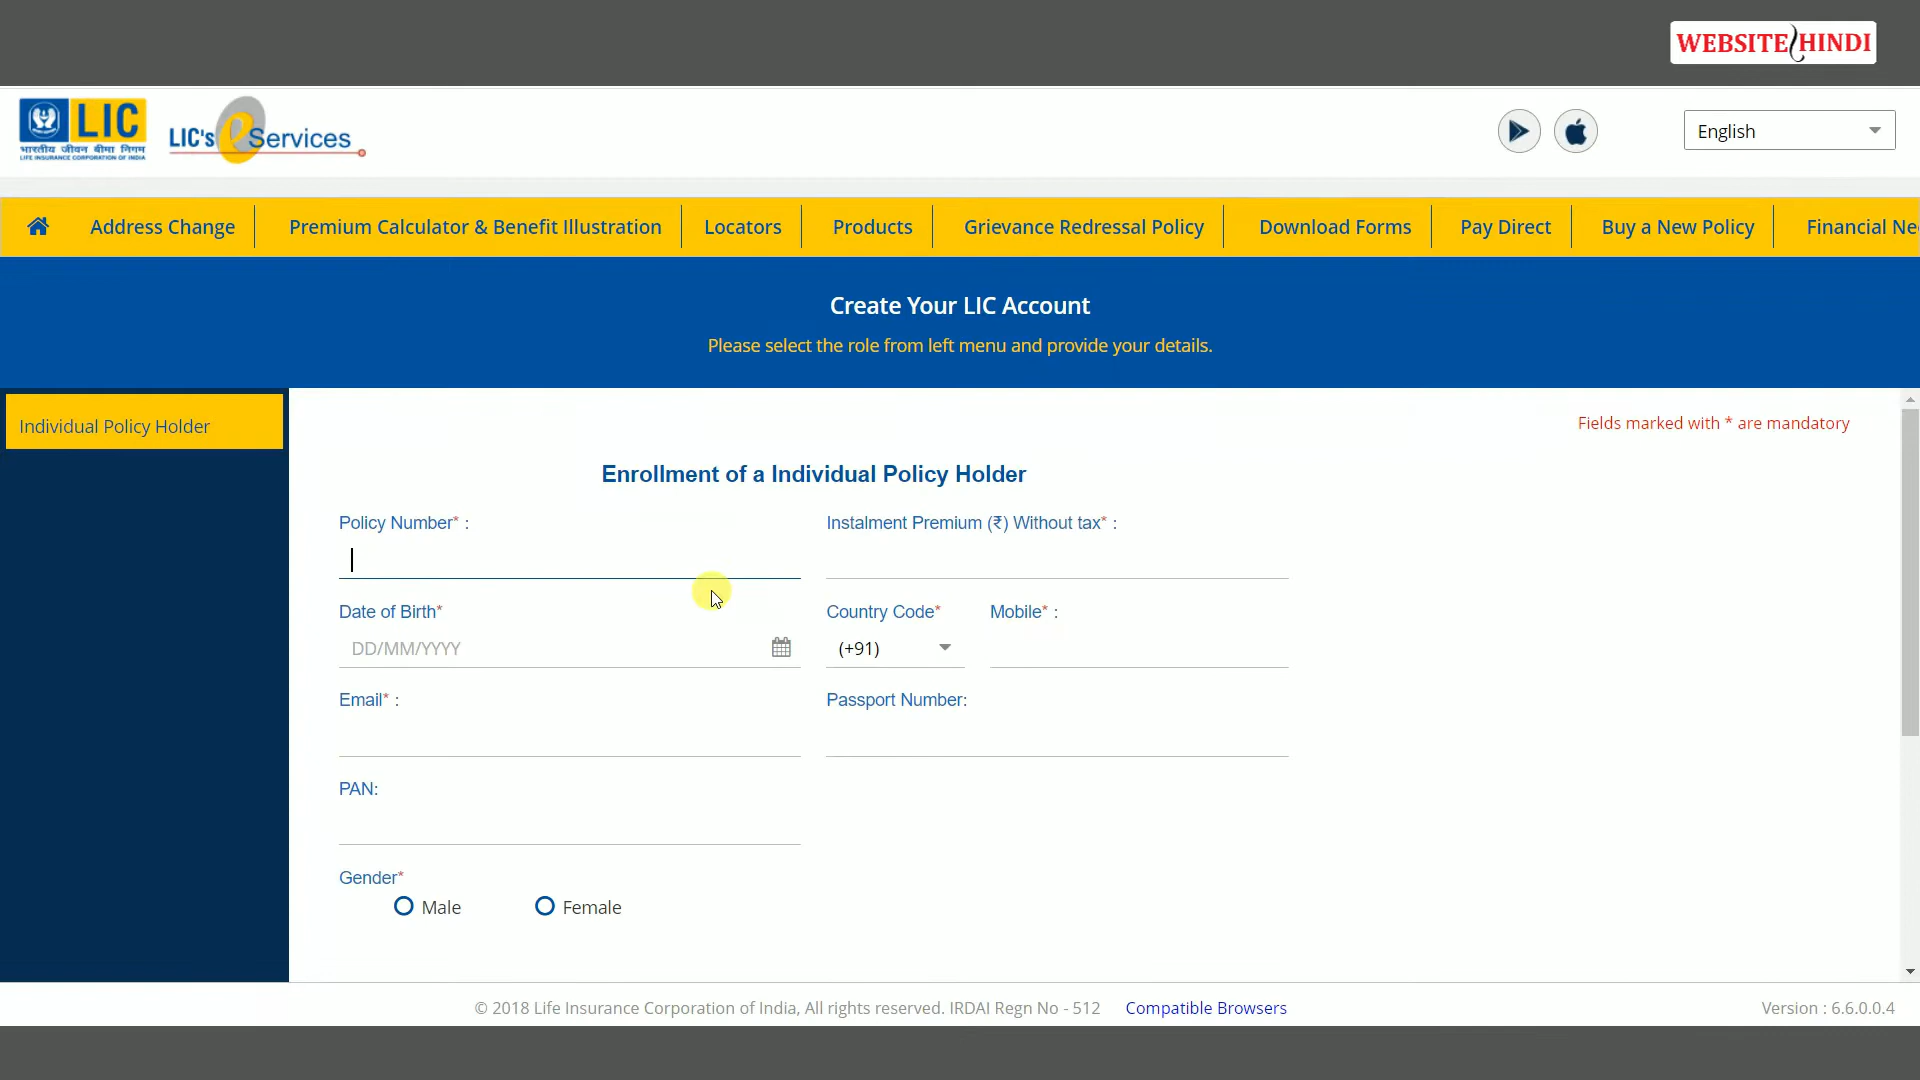 WEBSITE HINDI
LIC
भारतीय जीवन बीमा निगम
LIFE INSURANCE CORPORATION OF INDIA
LIC's eServices
English
Address Change
Premium Calculator & Benefit Illustration
Locators
Products
Grievance Redressal Policy
Download Forms
Pay Direct
Buy a New Policy
Financial Ne
Create Your LIC Account
Please select the role from left menu and provide your details.
Individual Policy Holder
Fields marked with * are mandatory
Enrollment of a Individual Policy Holder
Policy Number* :
Instalment Premium (₹) Without tax* :
Date of Birth*
Country Code*
Mobile* :
DD/MM/YYYY
(+91)
Email* :
Passport Number:
PAN:
Gender*
Male
Female
© 2018 Life Insurance Corporation of India, All rights reserved. IRDAI Regn No - 512
Compatible Browsers
Version : 6.6.0.0.4